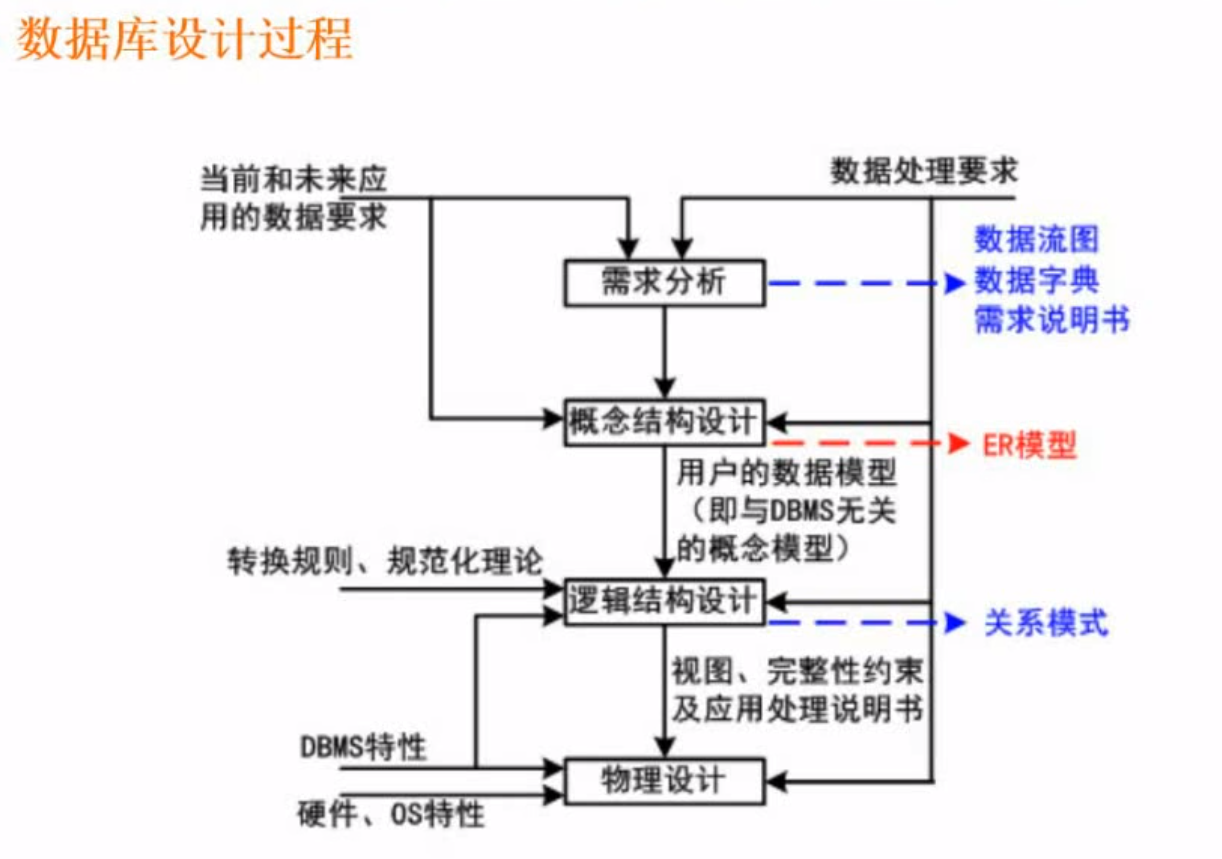 数据库设计过程
当前和未来应
用的数据要求
数据处理要求
数据流图
需求分析
数据字典
需求说明书
概念结构设计
ER模型
用户的数据模型
（即与DBMS无关
的概念模型）
转换规则、规范化理论
逻辑结构设计
关系模式
视图、完整性约束
及应用处理说明书
DBMS特性
物理设计
硬件、OS特性